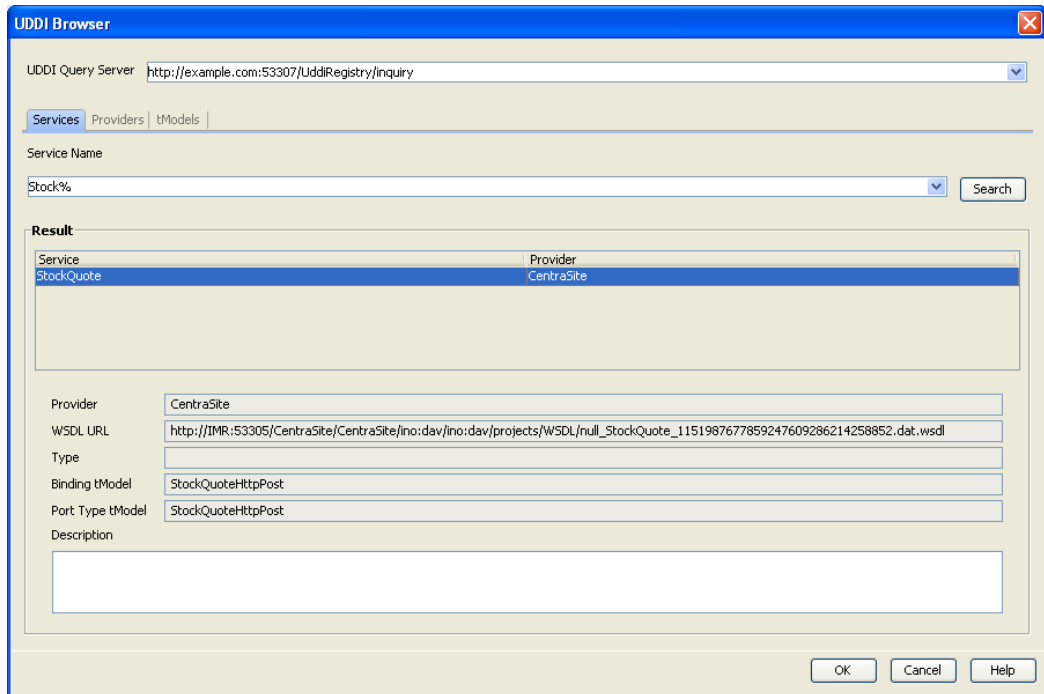 UDDI Browser
UDDI Query Server http://example.com:53307/UddiRegistry/inquiry
Services Providers tModels
Service Name
Stock% Search
Result
Service Provider
StockQuote CentraSite
Provider CentraSite
WSDL URL http://IMR:53305/CentraSite/CentraSite/ino:dav/ino:dav/projects/WSDL/null_StockQuote_1151987677859247609286214258852.dat.wsdl
Type
Binding tModel StockQuoteHttpPost
Port Type tModel StockQuoteHttpPost
Description
OK Cancel Help